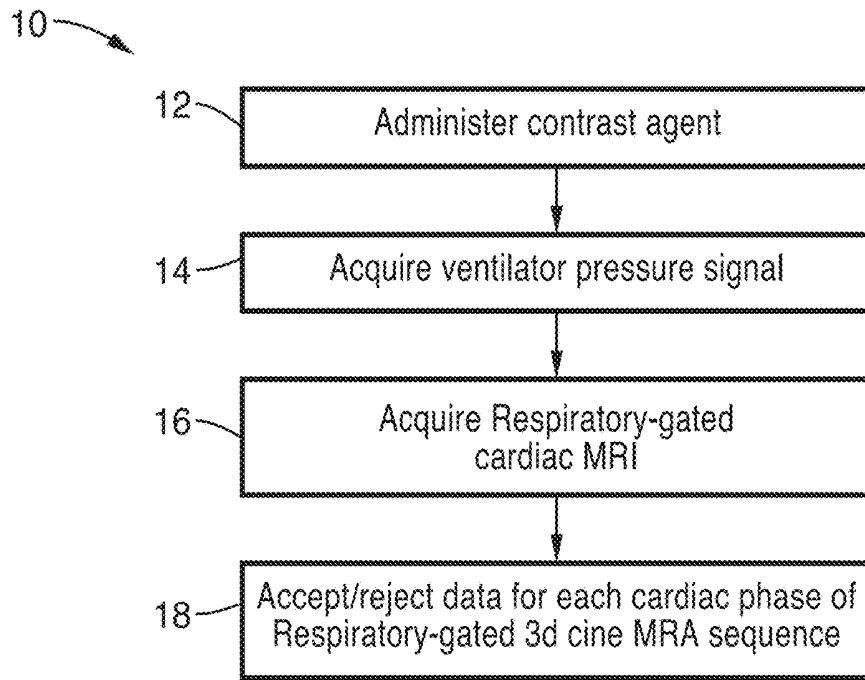 10
12
Administer contrast agent
14
Acquire ventilator pressure signal
16
Acquire Respiratory-gated
cardiac MRI
18
Accept/reject data for each cardiac phase of
Respiratory-gated 3d cine MRA sequence